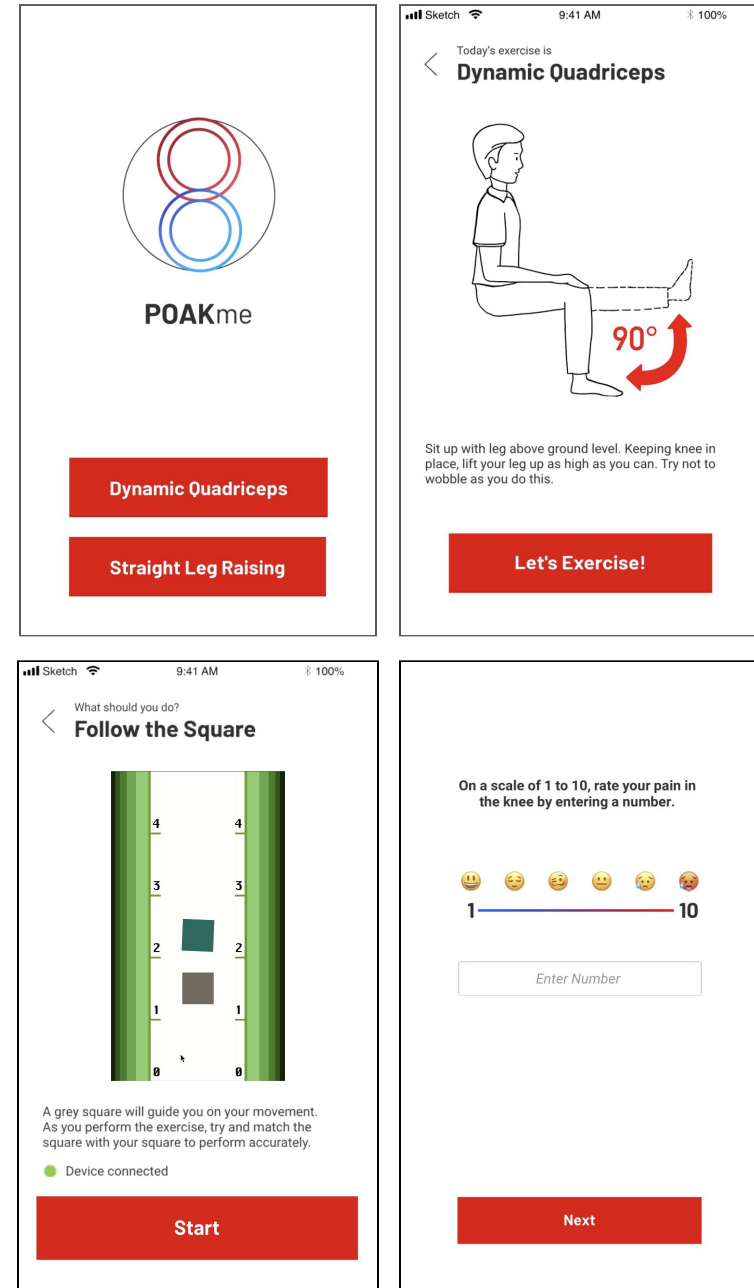 POAKme
Dynamic Quadriceps
Straight Leg Raising
Sketch 9:41 AM 100%
Today's exercise is
Dynamic Quadriceps
90°
Sit up with leg above ground level. Keeping knee in
place, lift your leg up as high as you can. Try not to
wobble as you do this.
Let's Exercise!
Sketch 9:41 AM 100%
What should you do?
Follow the Square
4 4
3 3
2 2
1 1
0 0
A grey square will guide you on your movement.
As you perform the exercise, try and match the
square with your square to perform accurately.
Device connected
Start
On a scale of 1 to 10, rate your pain in
the knee by entering a number.
1 10
Enter Number
Next